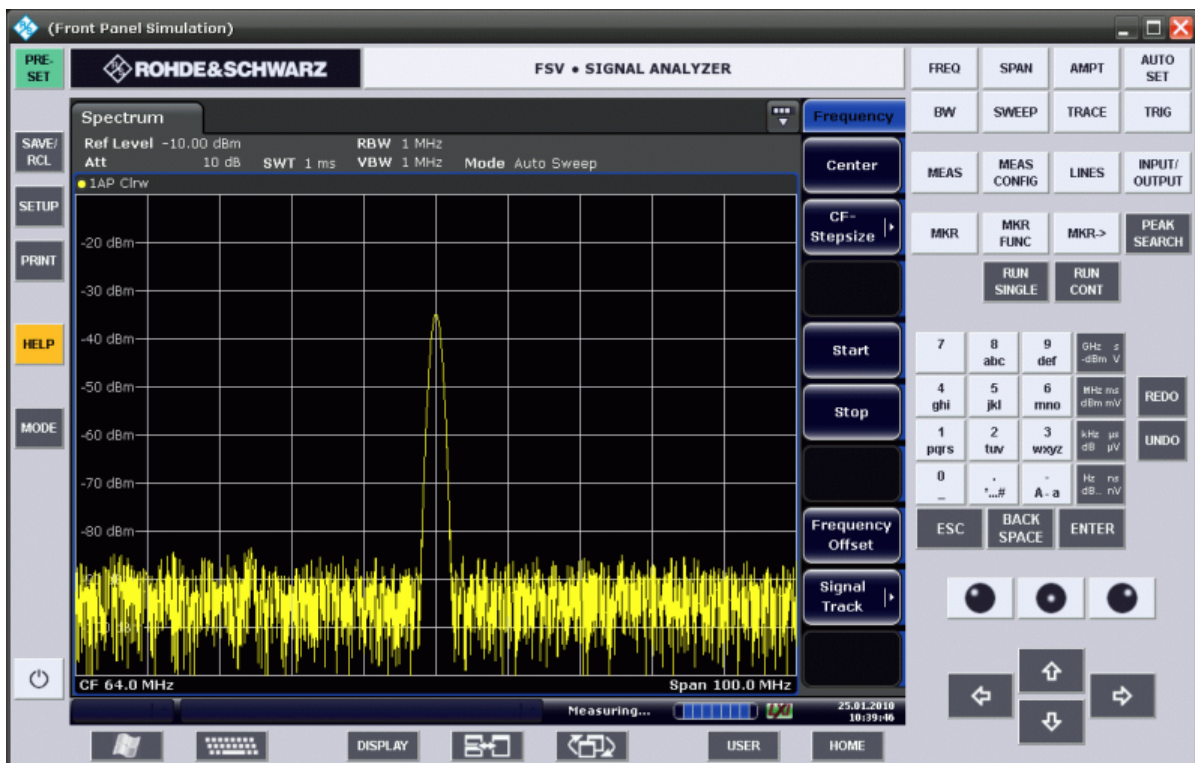 (Front Panel Simulation)
PRE-
SET
ROHDE&SCHWARZ
FSV • SIGNAL ANALYZER
FREQ
SPAN
AMPT
AUTO
SET
BW
SWEEP
TRACE
TRIG
Spectrum
Frequency
SAVE/
RCL
Ref Level -10.00 dBm
RBW 1 MHz
Att 10 dB
SWT 1 ms
VBW 1 MHz
Mode Auto Sweep
1AP Clrw
Center
MEAS
MEAS
CONFIG
LINES
INPUT/
OUTPUT
SETUP
CF-
Stepsize
MKR
MKR
FUNC
MKR->
PEAK
SEARCH
PRINT
RUN
SINGLE
RUN
CONT
-20 dBm
-30 dBm
-40 dBm
-50 dBm
-60 dBm
-70 dBm
-80 dBm
HELP
Start
7
8
abc
9
def
GHz s
-dBm V
Stop
4
ghi
5
jkl
6
mno
MHz ms
dBm mV
REDO
MODE
1
pqrs
2
tuv
3
wxyz
kHz µs
dB µV
UNDO
0
_
.
*...#
-
A - a
Hz ns
dB.. nV
Frequency
Offset
ESC
BACK
SPACE
ENTER
Signal
Track
CF 64.0 MHz
Span 100.0 MHz
Measuring...
LXI
25.01.2010
10:39:46
DISPLAY
USER
HOME